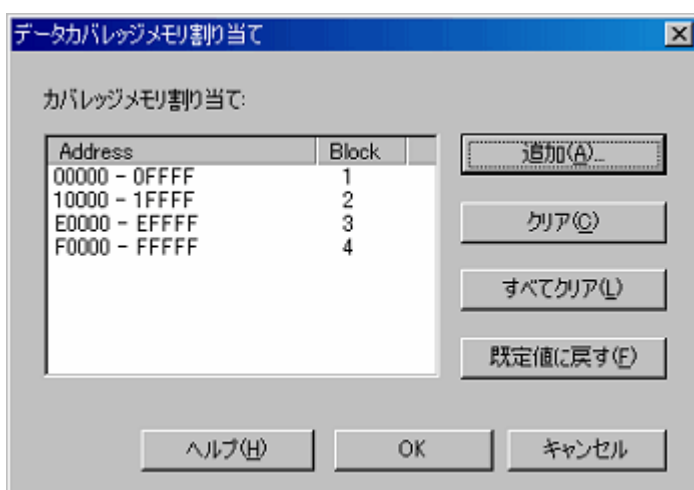 データカバレッジメモリ割り当て
カバレッジメモリ割り当て:
Address Block
00000 - 0FFFF 1
10000 - 1FFFF 2
E0000 - EFFFF 3
F0000 - FFFFF 4
追加(A)...
クリア(C)
すべてクリア(L)
既定値に戻す(F)
ヘルプ(H) OK キャンセル